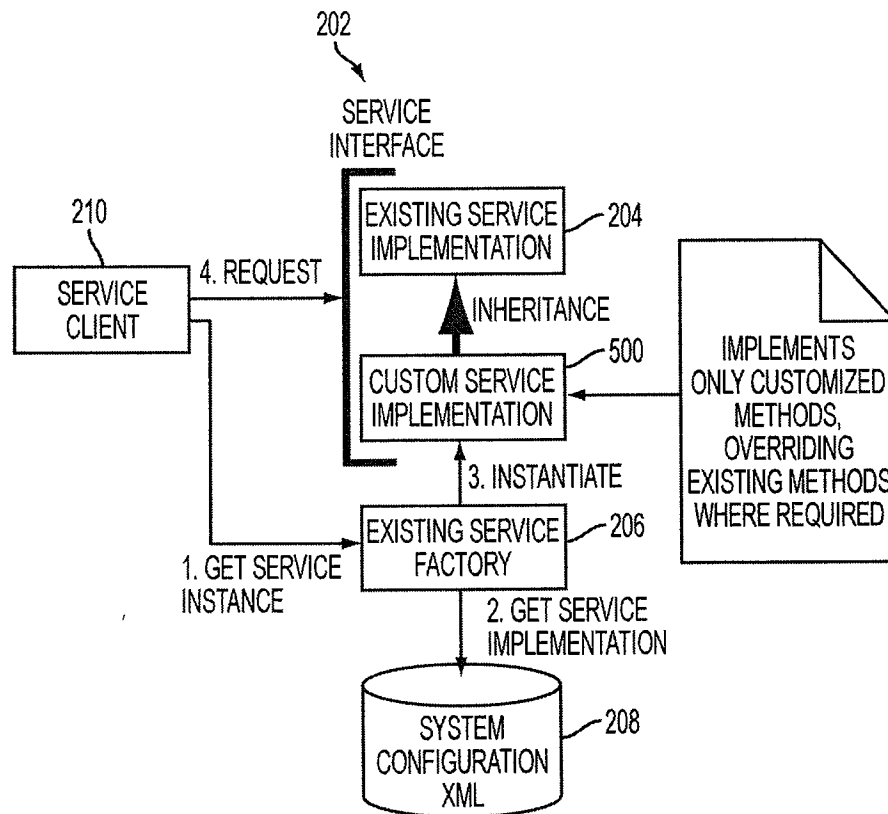 202
SERVICE
INTERFACE
210
EXISTING SERVICE
IMPLEMENTATION
204
4. REQUEST
SERVICE
CLIENT
INHERITANCE
500
CUSTOM SERVICE
IMPLEMENTATION
IMPLEMENTS
ONLY CUSTOMIZED
METHODS,
OVERRIDING
EXISTING METHODS
WHERE REQUIRED
3. INSTANTIATE
EXISTING SERVICE
FACTORY
206
1. GET SERVICE
INSTANCE
2. GET SERVICE
IMPLEMENTATION
SYSTEM
CONFIGURATION
XML
208